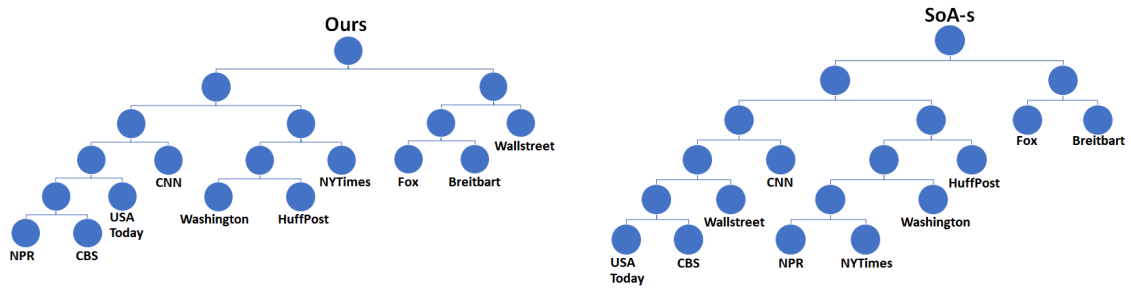 Ours
Wallstreet
CNN
NYTimes
Fox
Breitbart
USA
Today
Washington
HuffPost
NPR
CBS
SoA-s
Fox
Breitbart
CNN
HuffPost
Wallstreet
Washington
USA
Today
CBS
NPR
NYTimes